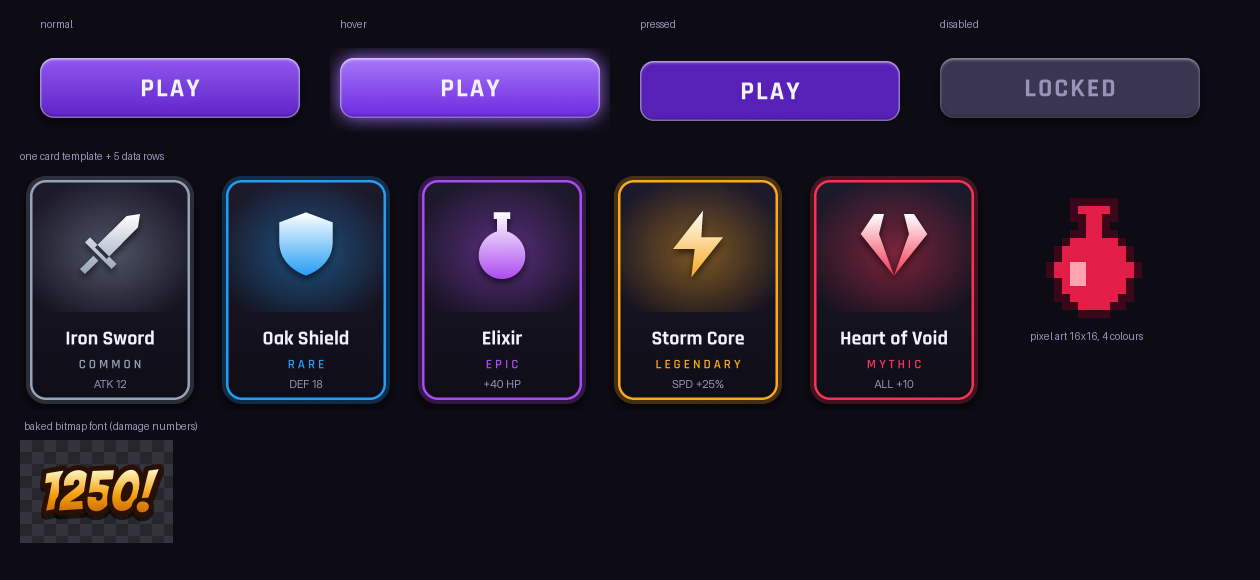 normal
hover
pressed
disabled
PLAY
PLAY
PLAY
LOCKED
one card template + 5 data rows
Iron Sword
COMMON
ATK 12
Oak Shield
RARE
DEF 18
Elixir
EPIC
+40 HP
Storm Core
LEGENDARY
SPD +25%
Heart of Void
MYTHIC
ALL +10
pixel art 16x16, 4 colours
baked bitmap font (damage numbers)
1250!